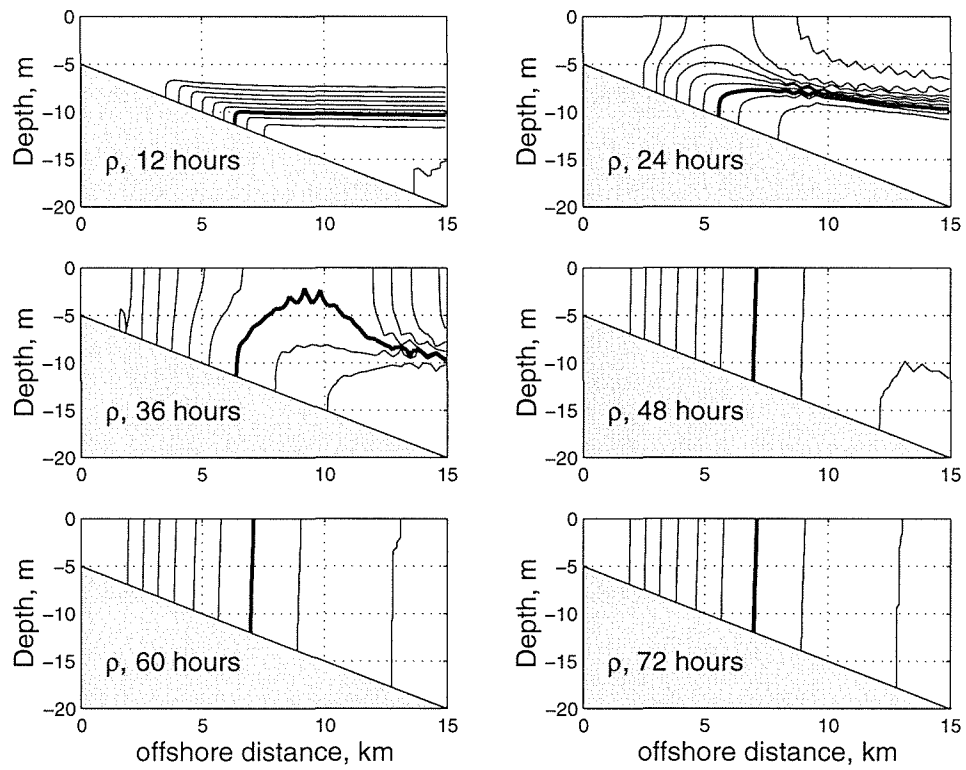 0
−5
−10
−15
−20
Depth, m
ρ, 12 hours
0 5 10 15
0
−5
−10
−15
−20
Depth, m
ρ, 24 hours
0 5 10 15
0
−5
−10
−15
−20
Depth, m
ρ, 36 hours
0 5 10 15
0
−5
−10
−15
−20
Depth, m
ρ, 48 hours
0 5 10 15
0
−5
−10
−15
−20
Depth, m
ρ, 60 hours
0 5 10 15
offshore distance, km
0
−5
−10
−15
−20
Depth, m
ρ, 72 hours
0 5 10 15
offshore distance, km